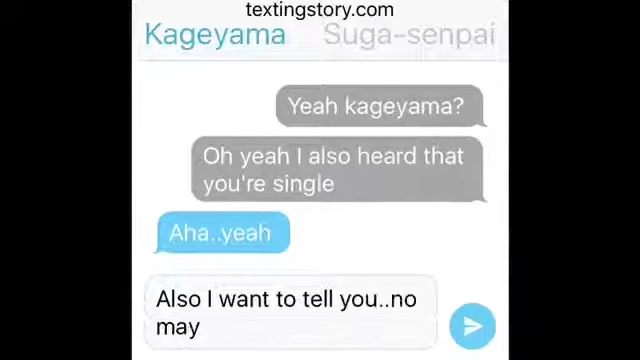 textingstory.com
Kageyama Suga-senpai
Yeah kageyama?
Oh yeah I also heard that
you're single
Aha..yeah
Also I want to tell you..no
may